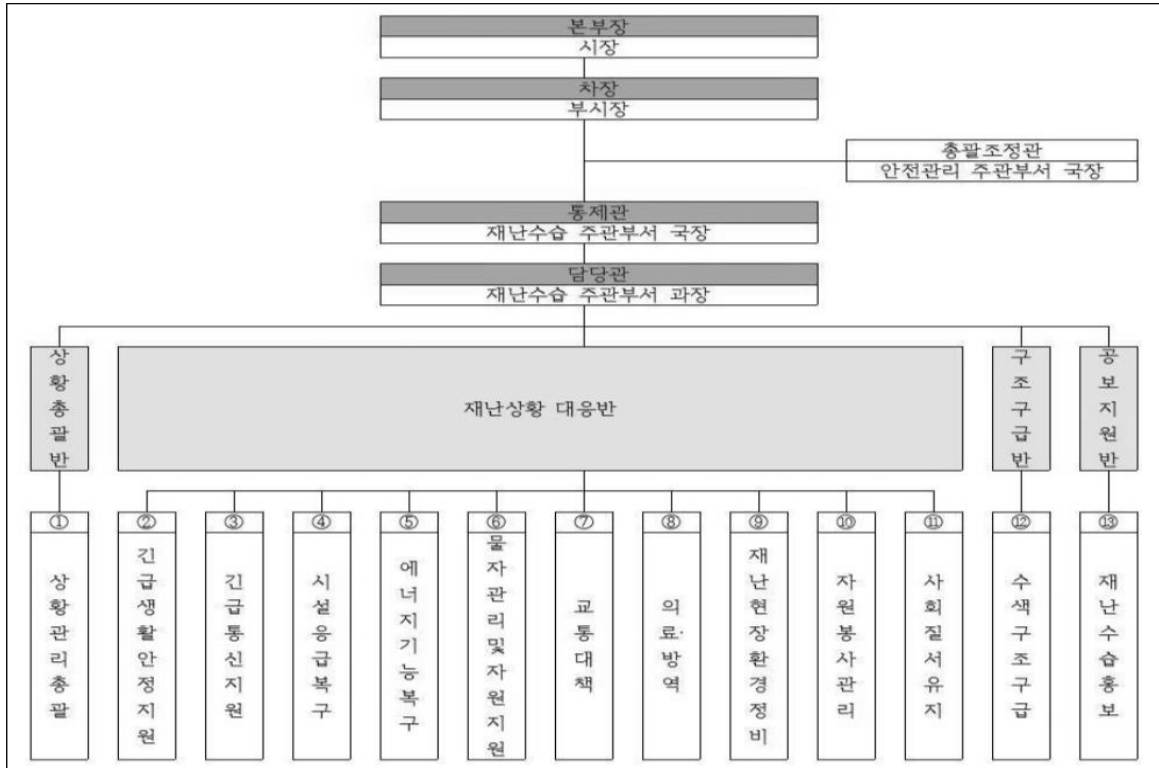 본부장
시장
차장
부시장
총괄조정관
안전관리 주관부서 국장
통제관
재난수습 주관부서 국장
담당관
재난수습 주관부서 과장
상황총괄반
재난상황 대응반
구조구급반
공보지원반
①
상황관리총괄
②
긴급생활안정지원
③
긴급통신지원
④
시설응급복구
⑤
에너지기능복구
⑥
물자관리및자원지원
⑦
교통대책
⑧
의료·방역
⑨
재난현장환경정비
⑩
자원봉사관리
⑪
사회질서유지
⑫
수색구조구급
⑬
재난수습홍보